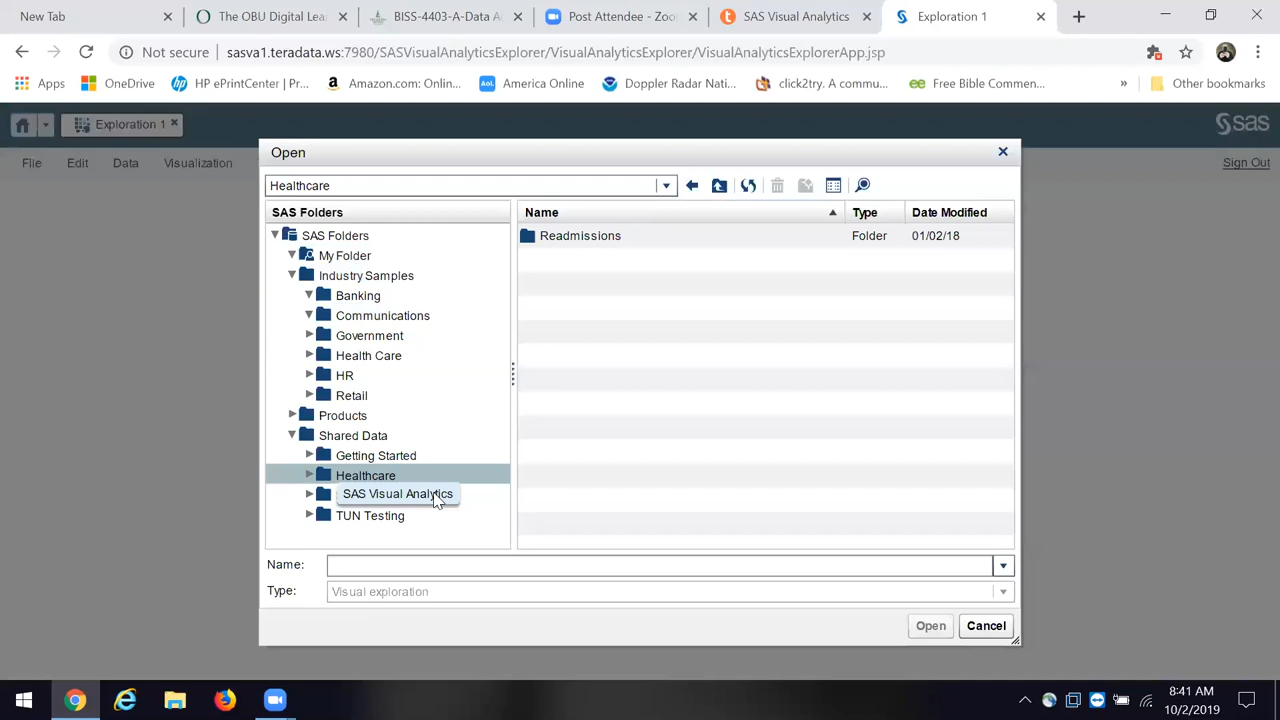 New Tab
The OBU Digital Lea
BISS-4403-A-Data A
Post Attendee - Zoo
SAS Visual Analytics
Exploration 1
Not secure
sasva1.teradata.ws:7980/SASVisualAnalyticsExplorer/VisualAnalyticsExplorer/VisualAnalyticsExplorerApp.jsp
Apps
OneDrive
HP ePrintCenter | Pr...
Amazon.com: Onlin...
America Online
Doppler Radar Nati...
click2try. A commu...
Free Bible Commen...
»
Other bookmarks
Exploration 1
sas
File
Edit
Data
Visualization
Sign Out
Open
Healthcare
SAS Folders
Name
Type
Date Modified
SAS Folders
My Folder
Industry Samples
Banking
Communications
Government
Health Care
HR
Retail
Products
Shared Data
Getting Started
Healthcare
SAS Visual Analytics
TUN Testing
Readmissions
Folder
01/02/18
Name:
Type:
Visual exploration
Open
Cancel
8:41 AM
10/2/2019